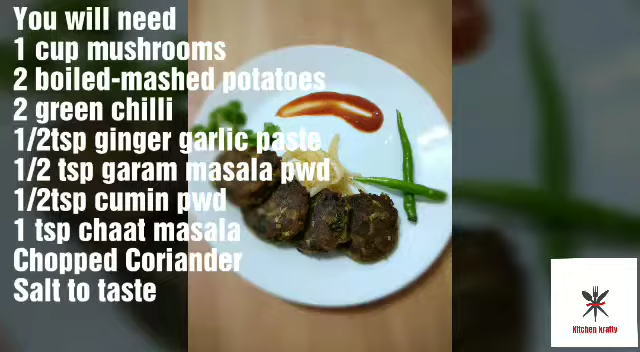 You will need
1 cup mushrooms
2 boiled-mashed potatoes
2 green chilli
1/2tsp ginger garlic paste
1/2 tsp garam masala pwd
1/2tsp cumin pwd
1 tsp chaat masala
Chopped Coriander
Salt to taste
Kitchen krafty